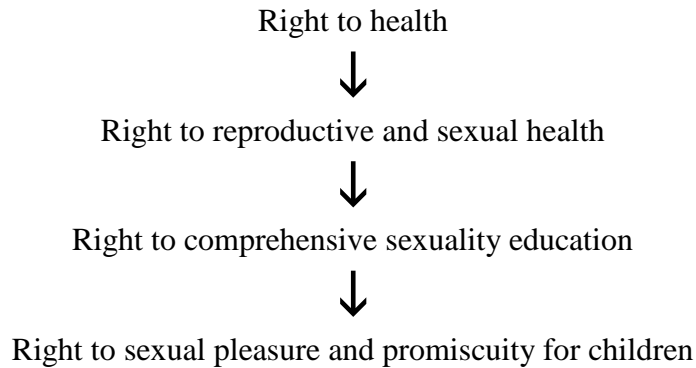 Right to health
Right to reproductive and sexual health
Right to comprehensive sexuality education
Right to sexual pleasure and promiscuity for children